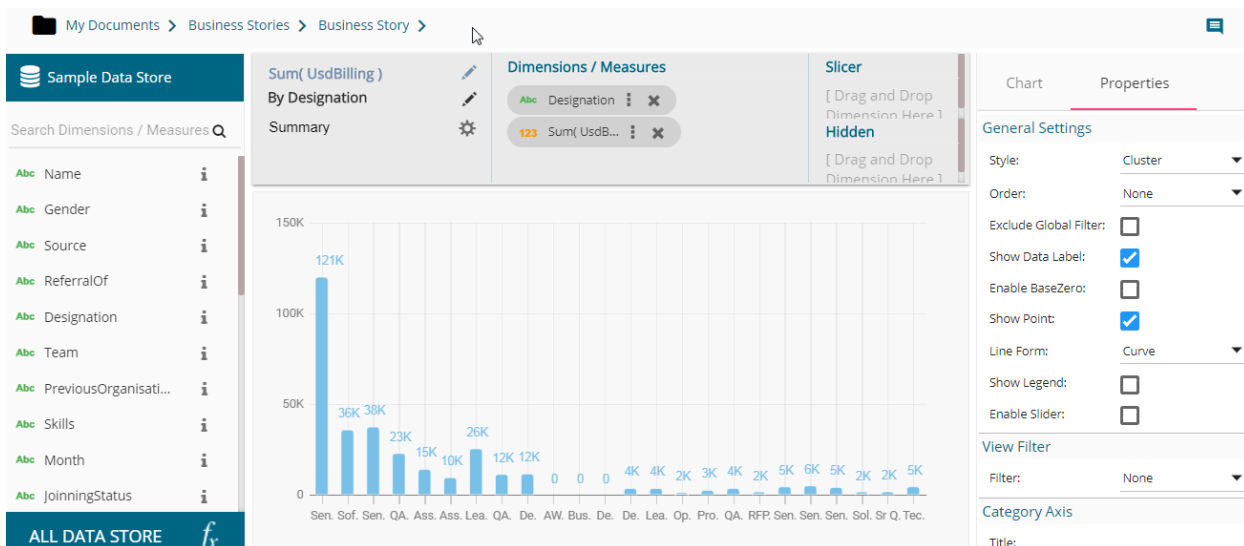 My Documents > Business Stories > Business Story >
Sample Data Store
Search Dimensions / Measures
Abc Name i
Abc Gender i
Abc Source i
Abc ReferralOf i
Abc Designation i
Abc Team i
Abc PreviousOrganisati... i
Abc Skills i
Abc Month i
Abc JoinningStatus i
ALL DATA STORE fx
Sum( UsdBilling )
By Designation
Summary
Dimensions / Measures
Abc Designation
123 Sum( UsdB...
Slicer
[ Drag and Drop
Dimension Here ]
Hidden
[ Drag and Drop
Dimension Here ]
150K
100K
50K
0
121K 36K 38K 23K 15K 10K 26K 12K 12K 0 0 0 4K 4K 2K 3K 4K 2K 5K 6K 5K 2K 2K 5K
Sen. Sof. Sen. QA. Ass. Ass. Lea. QA. De. AW. Bus. De. De. Lea. Op. Pro. QA. RFP. Sen. Sen. Sen. Sol. Sr Q. Tec.
Chart Properties
General Settings
Style: Cluster
Order: None
Exclude Global Filter:
Show Data Label:
Enable BaseZero:
Show Point:
Line Form: Curve
Show Legend:
Enable Slider:
View Filter
Filter: None
Category Axis
Title: